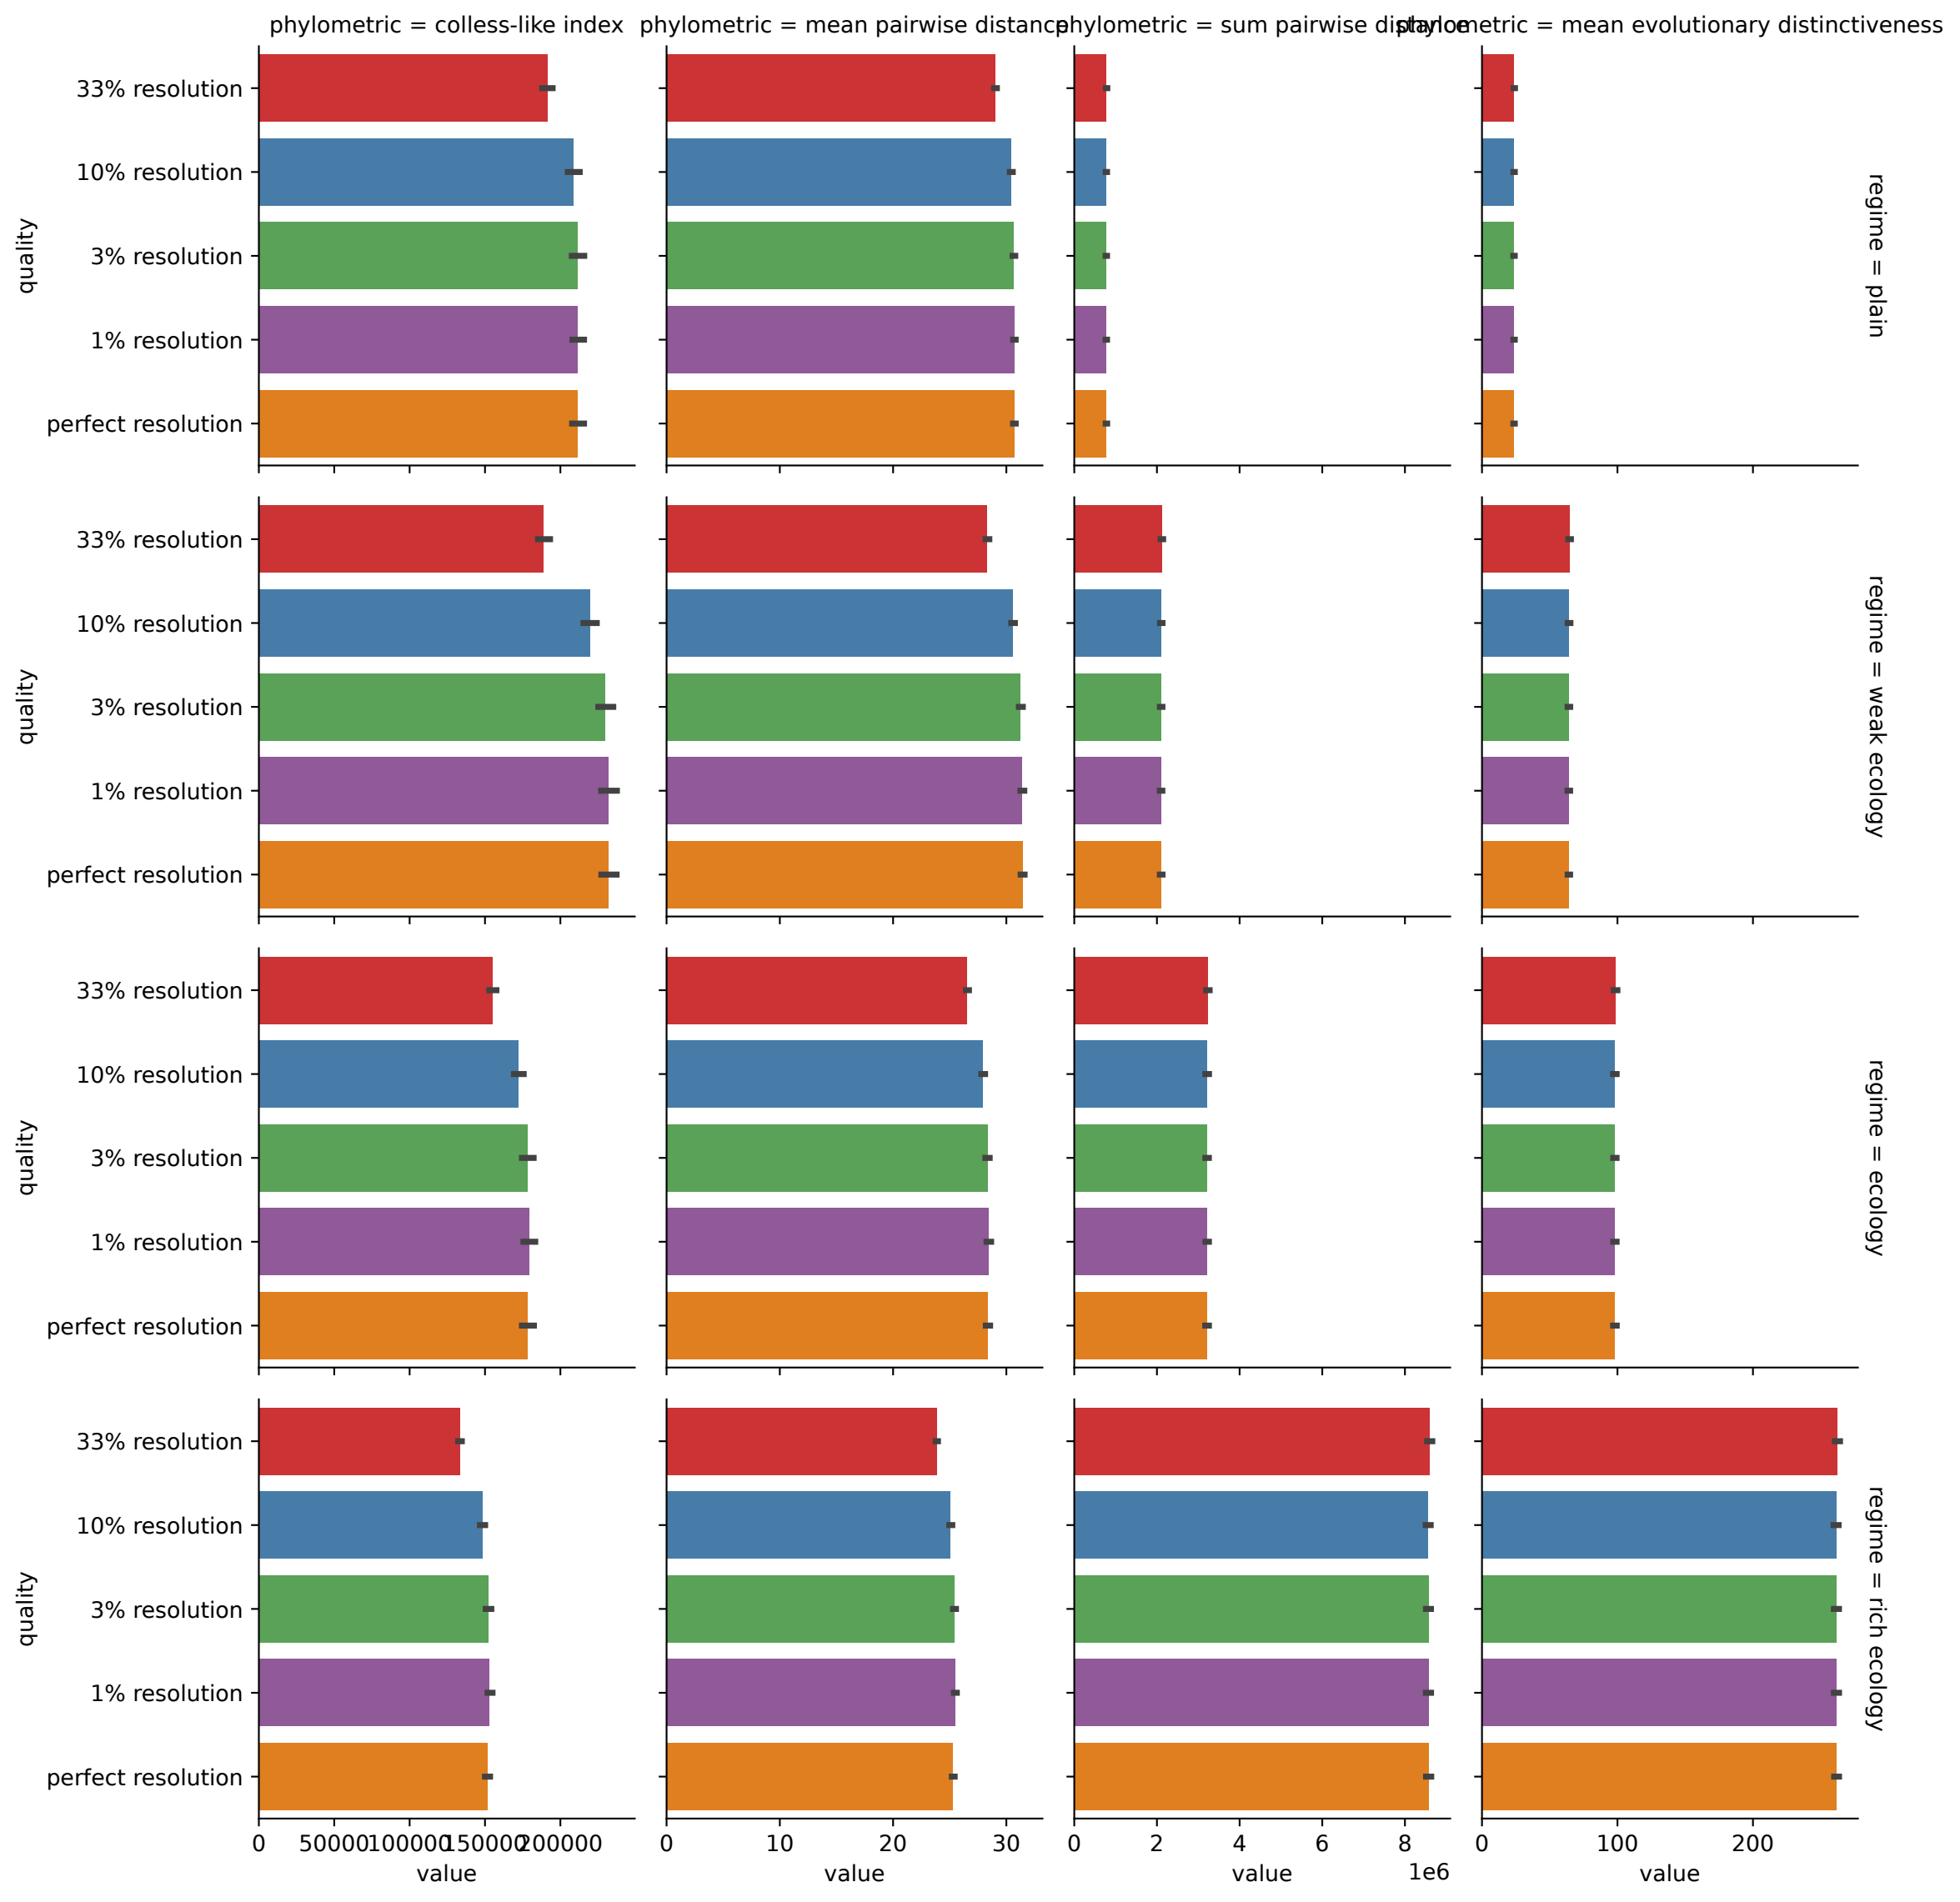 phylometric = colless-like index
phylometric = mean pairwise distance
phylometric = sum pairwise distance
phylometric = mean evolutionary distinctiveness
quality
33% resolution
10% resolution
3% resolution
1% resolution
perfect resolution
regime = plain
quality
33% resolution
10% resolution
3% resolution
1% resolution
perfect resolution
regime = weak ecology
quality
33% resolution
10% resolution
3% resolution
1% resolution
perfect resolution
regime = ecology
quality
33% resolution
10% resolution
3% resolution
1% resolution
perfect resolution
regime = rich ecology
0 50000 100000 150000 200000
value
0 10 20 30
value
0 2 4 6 8
1e6
value
0 100 200
value